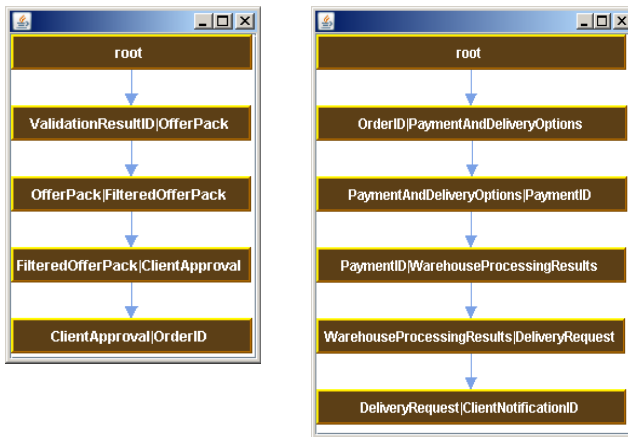 root
ValidationResultID|OfferPack
OfferPack|FilteredOfferPack
FilteredOfferPack|ClientApproval
ClientApproval|OrderID
root
OrderID|PaymentAndDeliveryOptions
PaymentAndDeliveryOptions|PaymentID
PaymentID|WarehouseProcessingResults
WarehouseProcessingResults|DeliveryRequest
DeliveryRequest|ClientNotificationID